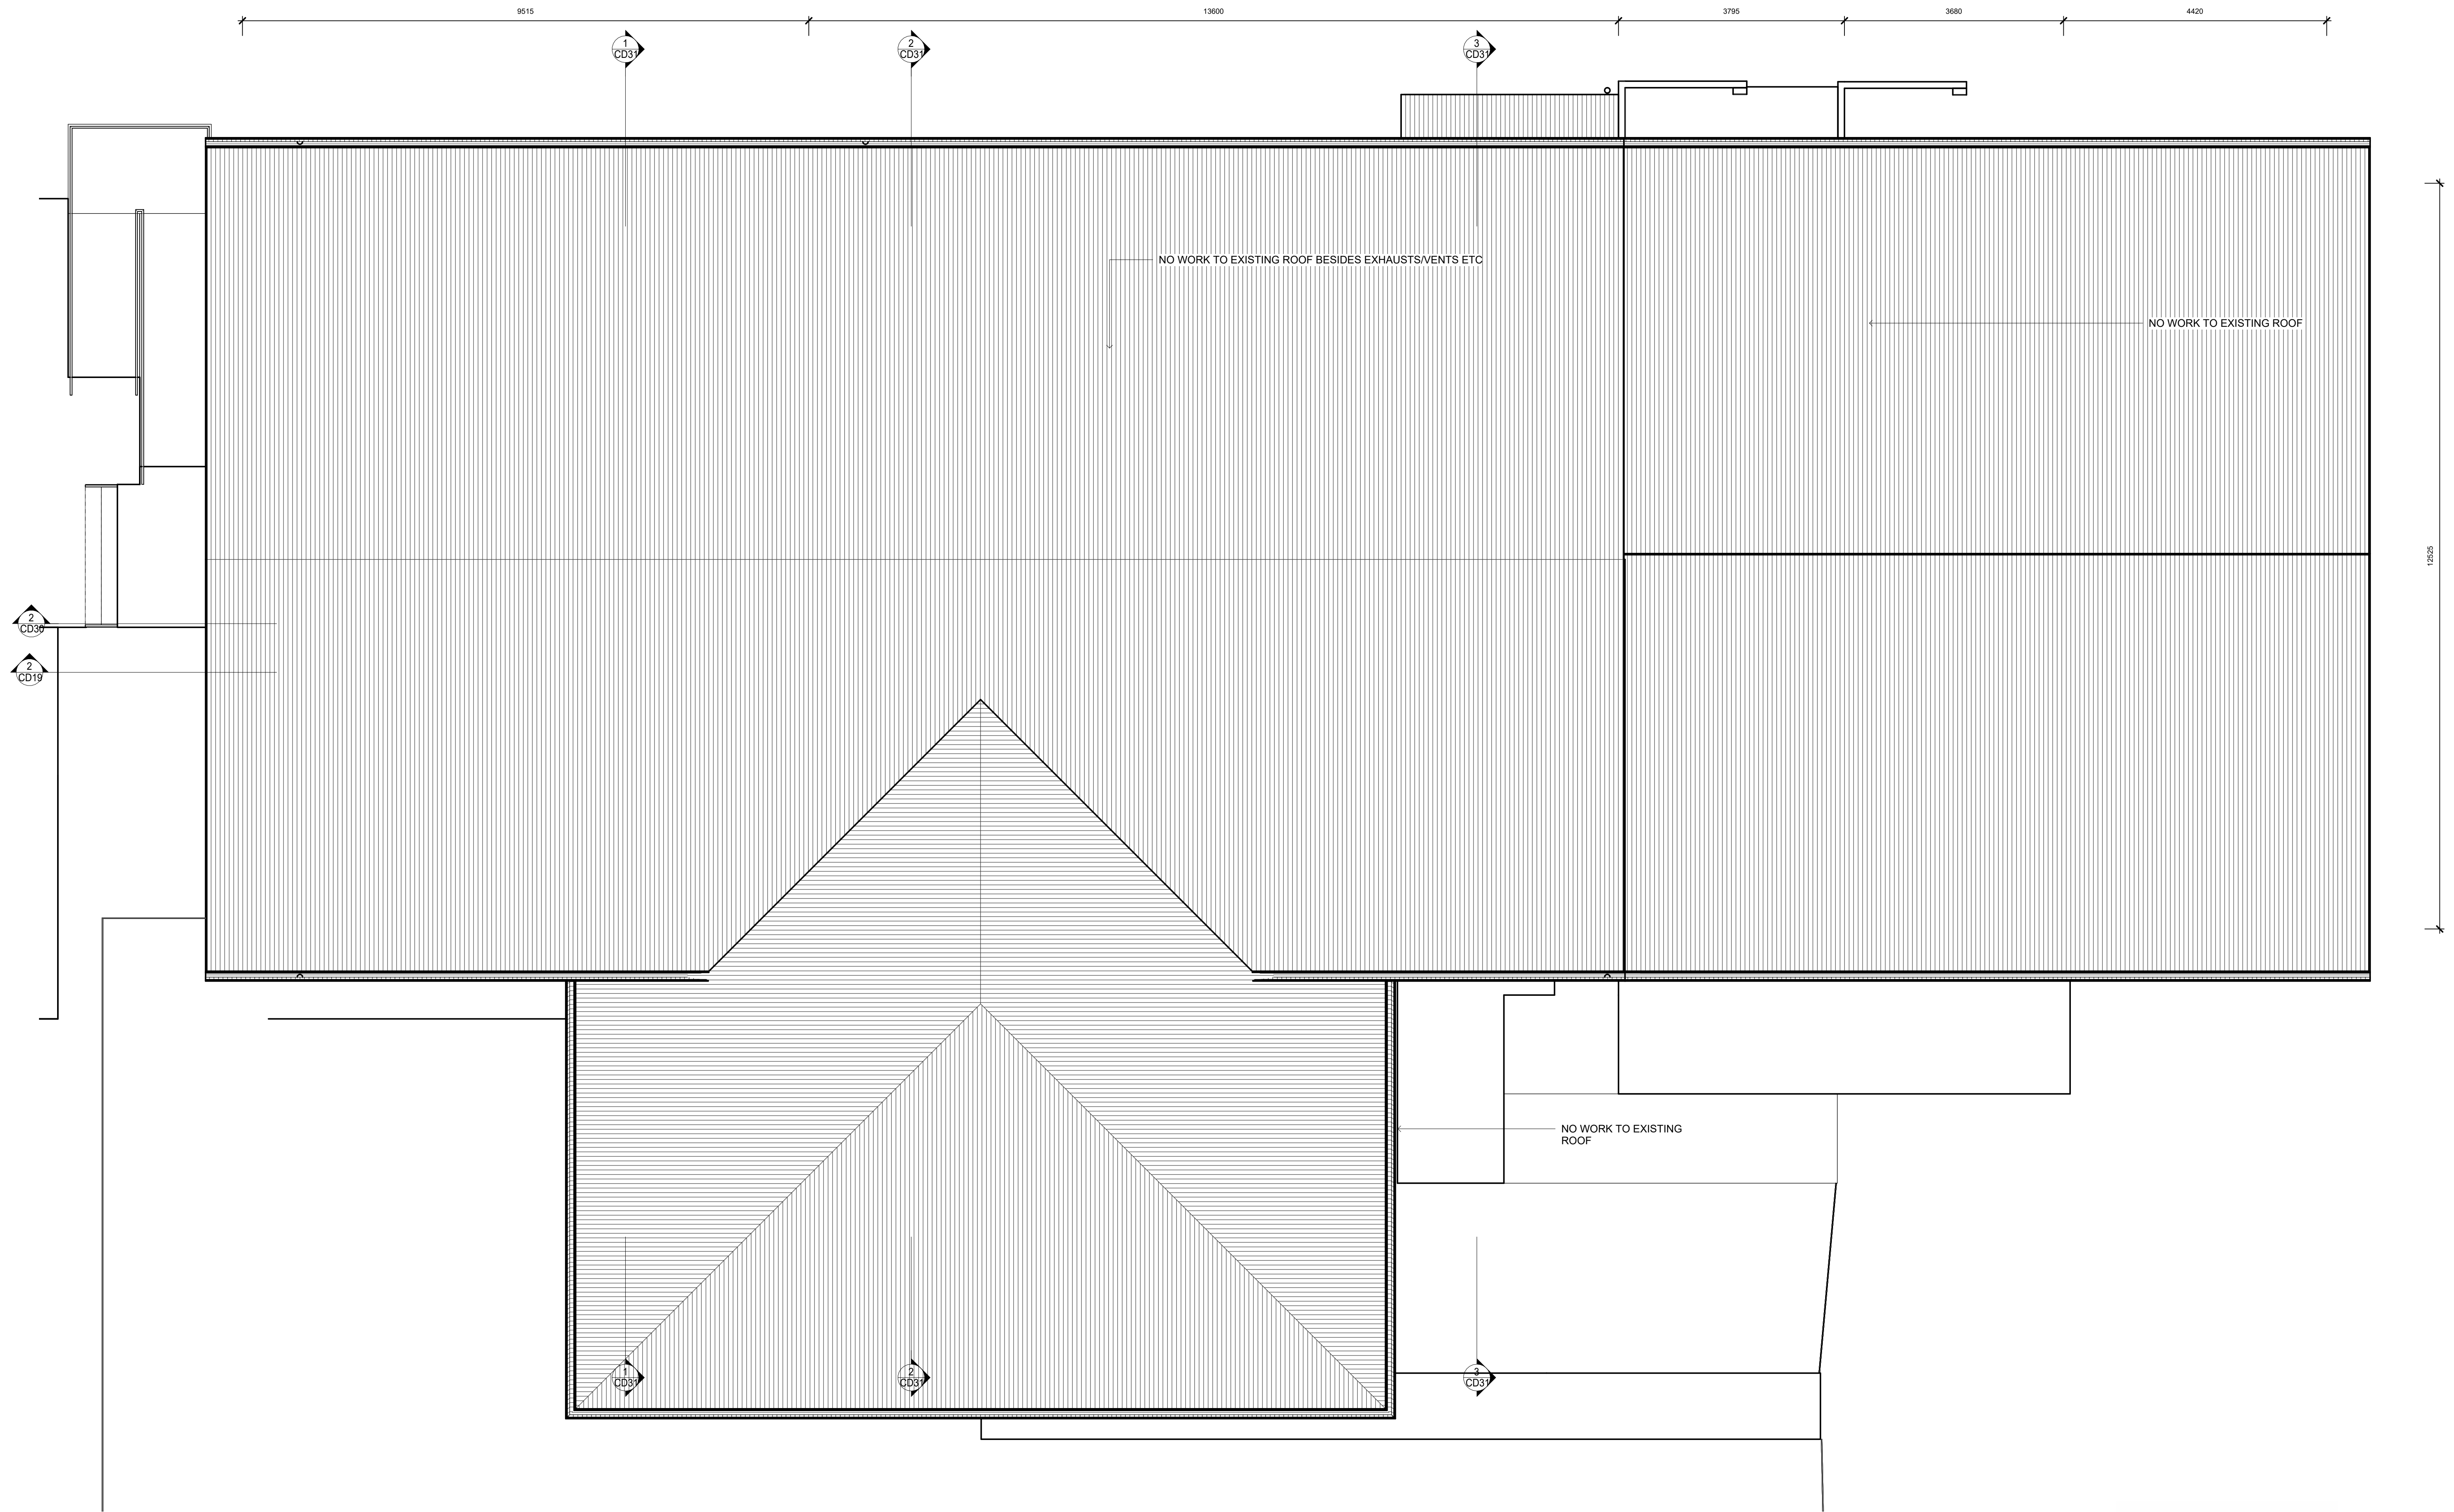 9515
13600
3795
3680
4420
1
CD31
2
CD31
3
CD31
NO WORK TO EXISTING ROOF BESIDES EXHAUSTS/VENTS ETC
NO WORK TO EXISTING ROOF
12525
2
CD30
2
CD19
NO WORK TO EXISTING
ROOF
1
CD31
2
CD31
3
CD31